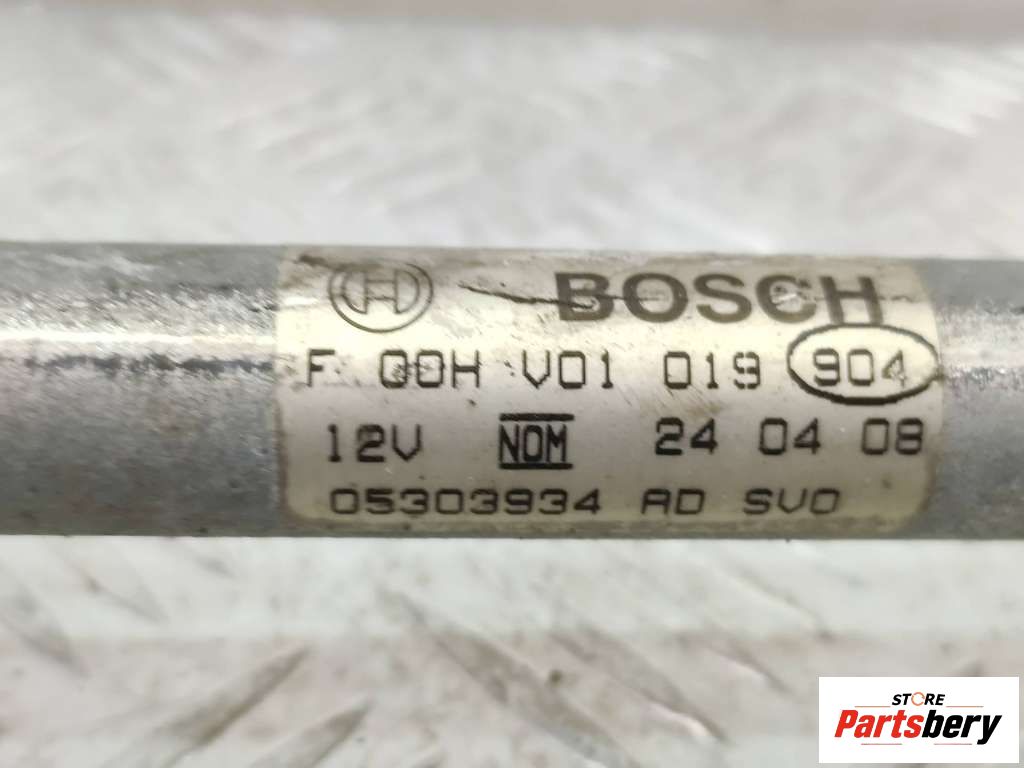 BOSCH
F 00H V01 019 904
12V NOM 24 04 08
05303934 AD SVO
STORE
Partsbery